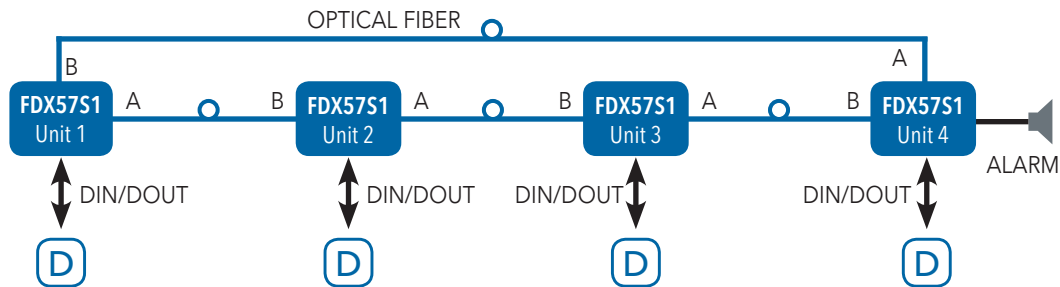 OPTICAL FIBER
B
A
FDX57S1
Unit 1
A
B
FDX57S1
Unit 2
A
B
FDX57S1
Unit 3
A
B
FDX57S1
Unit 4
ALARM
DIN/DOUT
DIN/DOUT
DIN/DOUT
DIN/DOUT
D
D
D
D